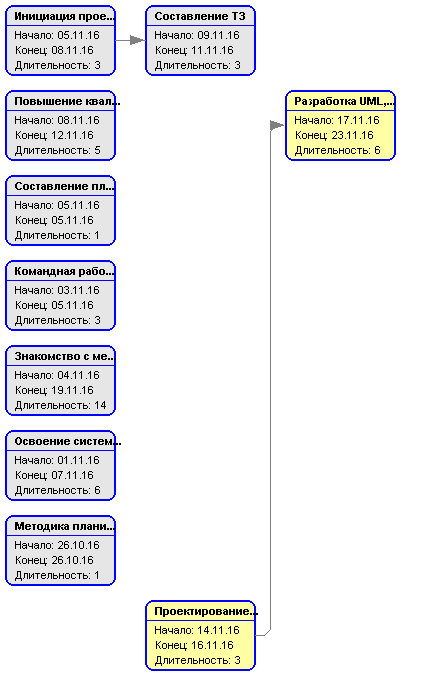 Инициация прое...
Начало: 05.11.16
Конец: 08.11.16
Длительность: 3
Составление ТЗ
Начало: 09.11.16
Конец: 11.11.16
Длительность: 3
Повышение квал...
Начало: 08.11.16
Конец: 12.11.16
Длительность: 5
Разработка UML,...
Начало: 17.11.16
Конец: 23.11.16
Длительность: 6
Составление пл...
Начало: 05.11.16
Конец: 05.11.16
Длительность: 1
Командная рабо...
Начало: 03.11.16
Конец: 05.11.16
Длительность: 3
Знакомство с ме...
Начало: 04.11.16
Конец: 19.11.16
Длительность: 14
Освоение систем...
Начало: 01.11.16
Конец: 07.11.16
Длительность: 6
Методика плани...
Начало: 26.10.16
Конец: 26.10.16
Длительность: 1
Проектирование...
Начало: 14.11.16
Конец: 16.11.16
Длительность: 3